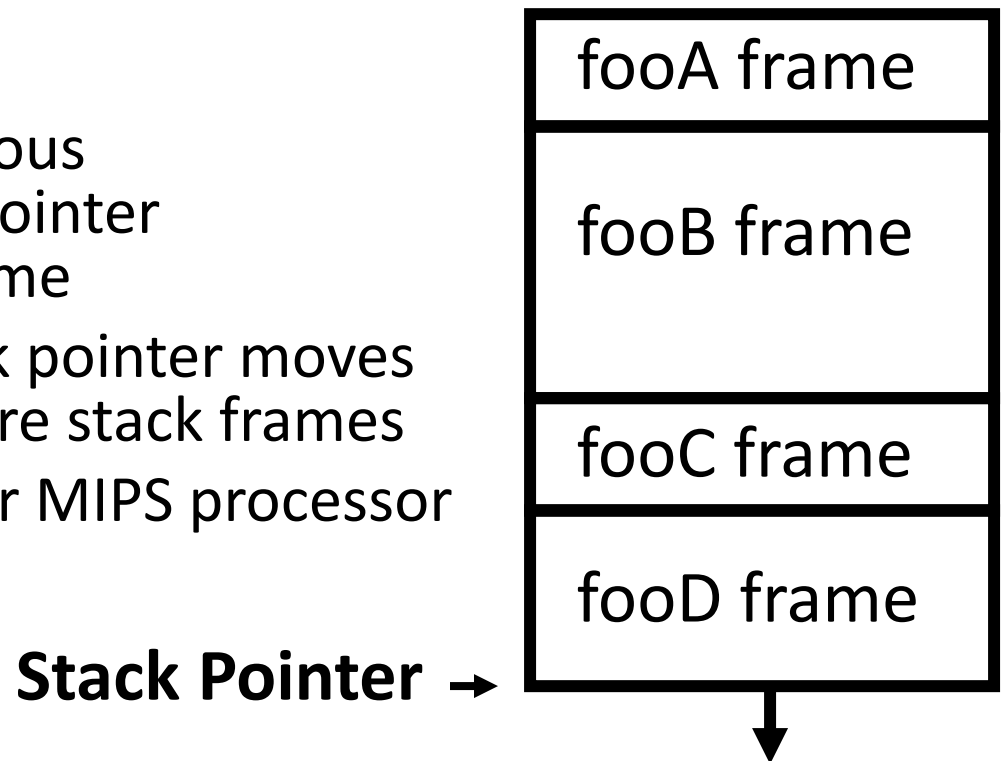 ous
ointer
me
k pointer moves
re stack frames
r MIPS processor
Stack Pointer
fooA frame
fooB frame
fooC frame
fooD frame